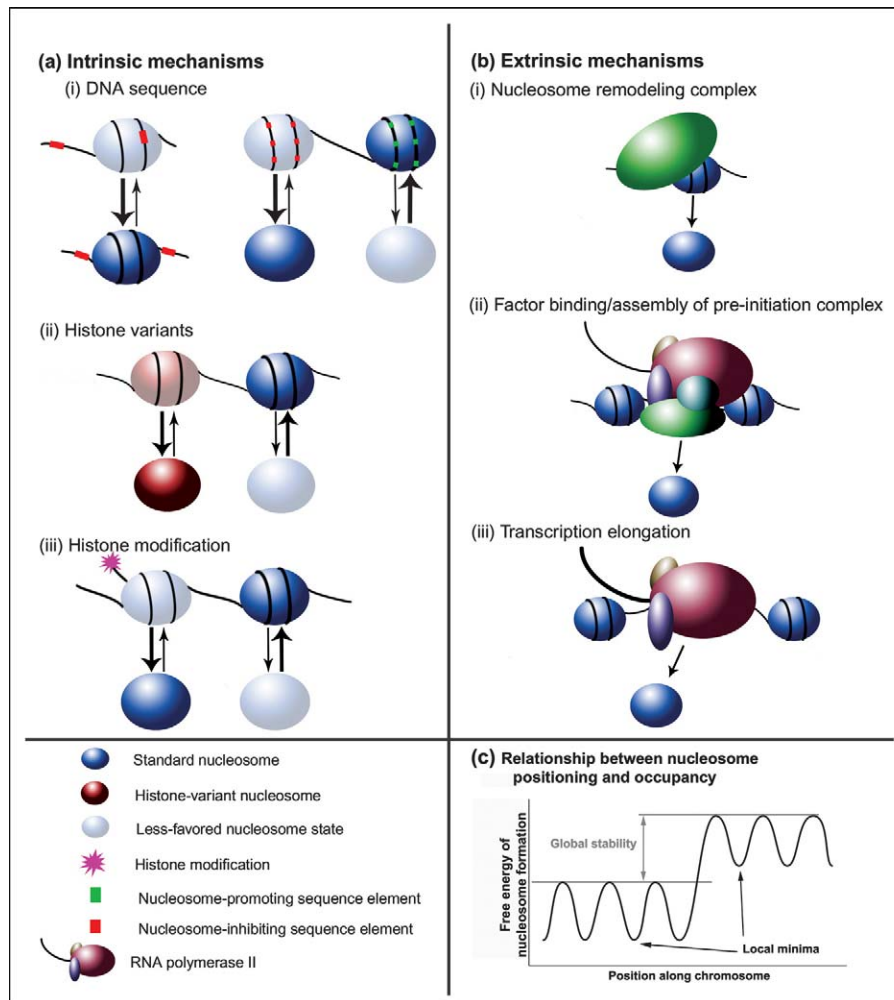 (a) Intrinsic mechanisms
(i) DNA sequence
(ii) Histone variants
(iii) Histone modification
(b) Extrinsic mechanisms
(i) Nucleosome remodeling complex
(ii) Factor binding/assembly of pre-initiation complex
(iii) Transcription elongation
Standard nucleosome
Histone-variant nucleosome
Less-favored nucleosome state
Histone modification
Nucleosome-promoting sequence element
Nucleosome-inhibiting sequence element
RNA polymerase II
(c) Relationship between nucleosome
positioning and occupancy
Free energy of
nucleosome formation
Global stability
Local minima
Position along chromosome